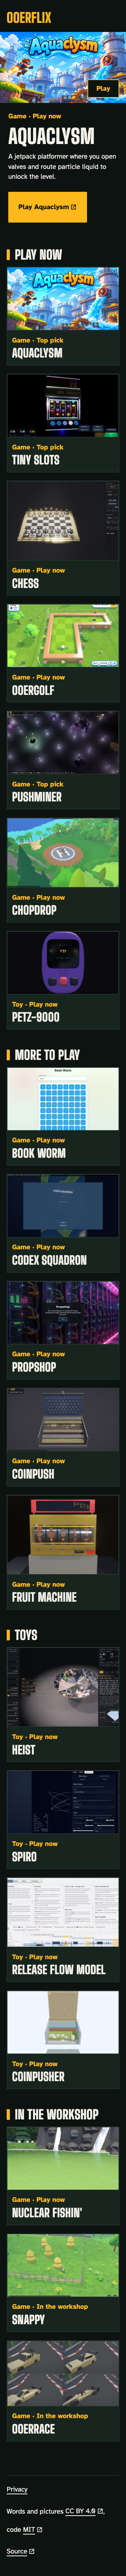 OOERFLIX
Aquaclysm
Play
Game · Play now
AQUACLYSM
A jetpack platformer where you open
valves and route particle liquid to
unlock the level.
Play Aquaclysm
PLAY NOW
Aquaclysm
Game · Top pick
AQUACLYSM
Game · Top pick
TINY SLOTS
Game · Play now
CHESS
Game · Play now
OOERGOLF
Game · Top pick
PUSHMINER
Game · Play now
CHOPDROP
Toy · Play now
PETZ-9000
MORE TO PLAY
Book Worm
Game · Play now
BOOK WORM
Game · Play now
CODEX SQUADRON
Propshop
Game · Play now
PROPSHOP
Game · Play now
COINPUSH
Game · Play now
FRUIT MACHINE
TOYS
Toy · Play now
HEIST
Toy · Play now
SPIRO
Toy · Play now
RELEASE FLOW MODEL
Toy · Play now
COINPUSHER
IN THE WORKSHOP
Game · Play now
NUCLEAR FISHIN'
Game · In the workshop
SNAPPY
Game · In the workshop
OOERRACE
Privacy
Words and pictures CC BY 4.0,
code MIT
Source